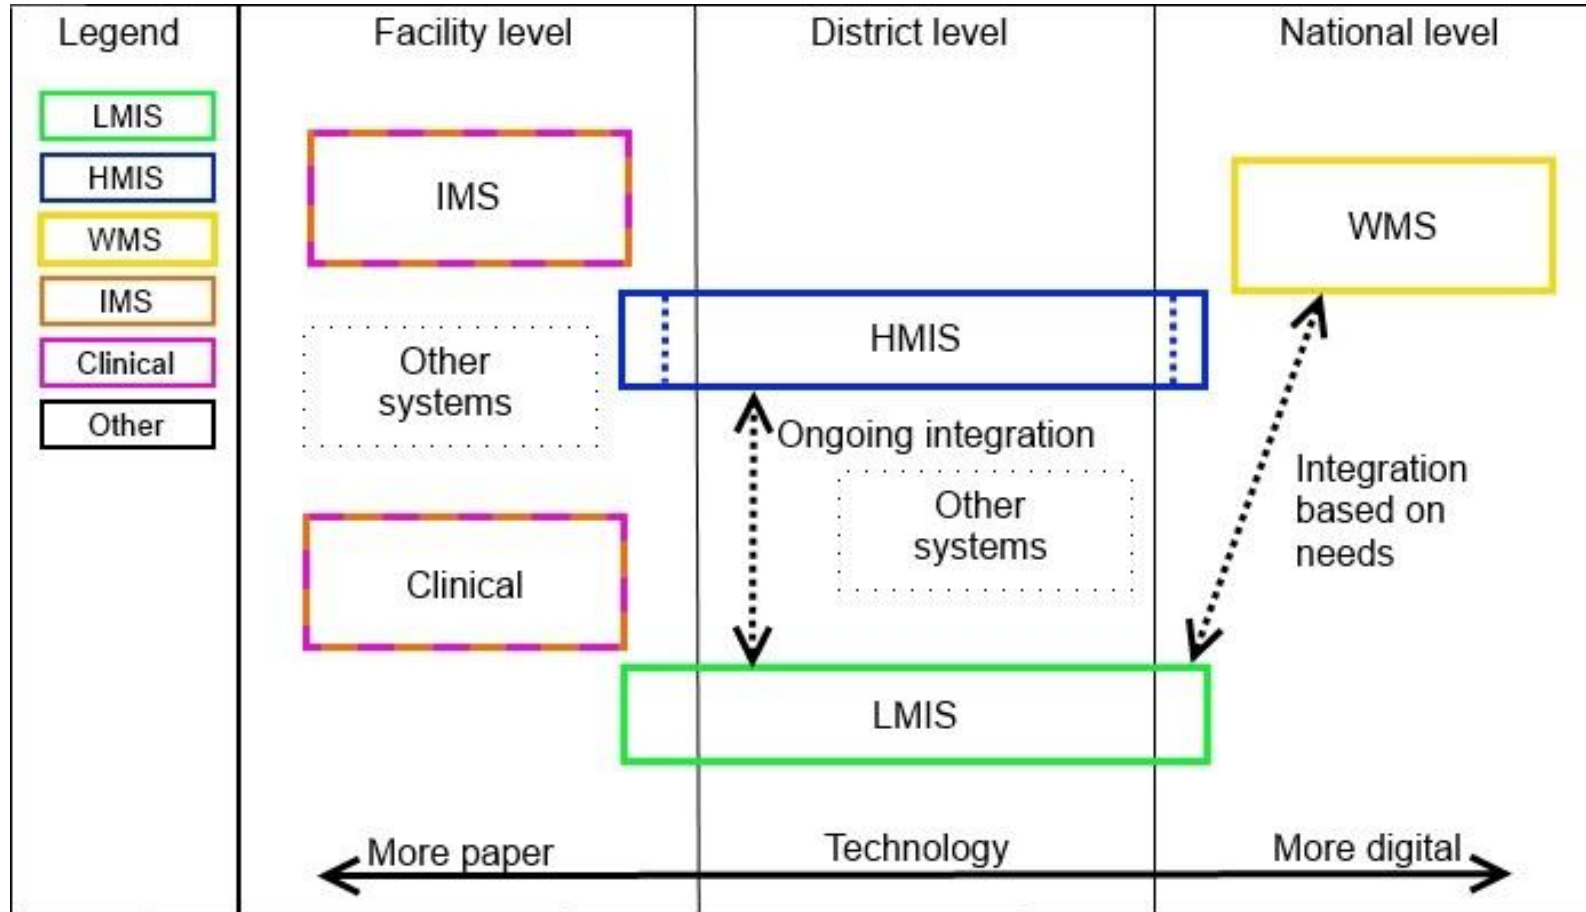 Legend
Facility level
District level
National level
LMIS
HMIS
WMS
IMS
Clinical
Other
IMS
Other
systems
Clinical
HMIS
Ongoing integration
Other
systems
LMIS
WMS
Integration
based on
needs
More paper
Technology
More digital